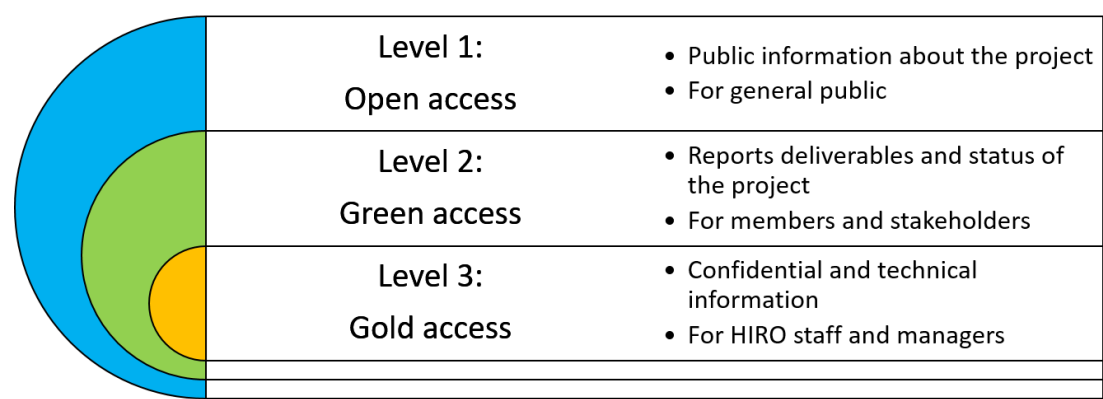 Level 1:
Open access
• Public information about the project
• For general public
Level 2:
Green access
• Reports deliverables and status of
the project
• For members and stakeholders
Level 3:
Gold access
• Confidential and technical
information
• For HIRO staff and managers